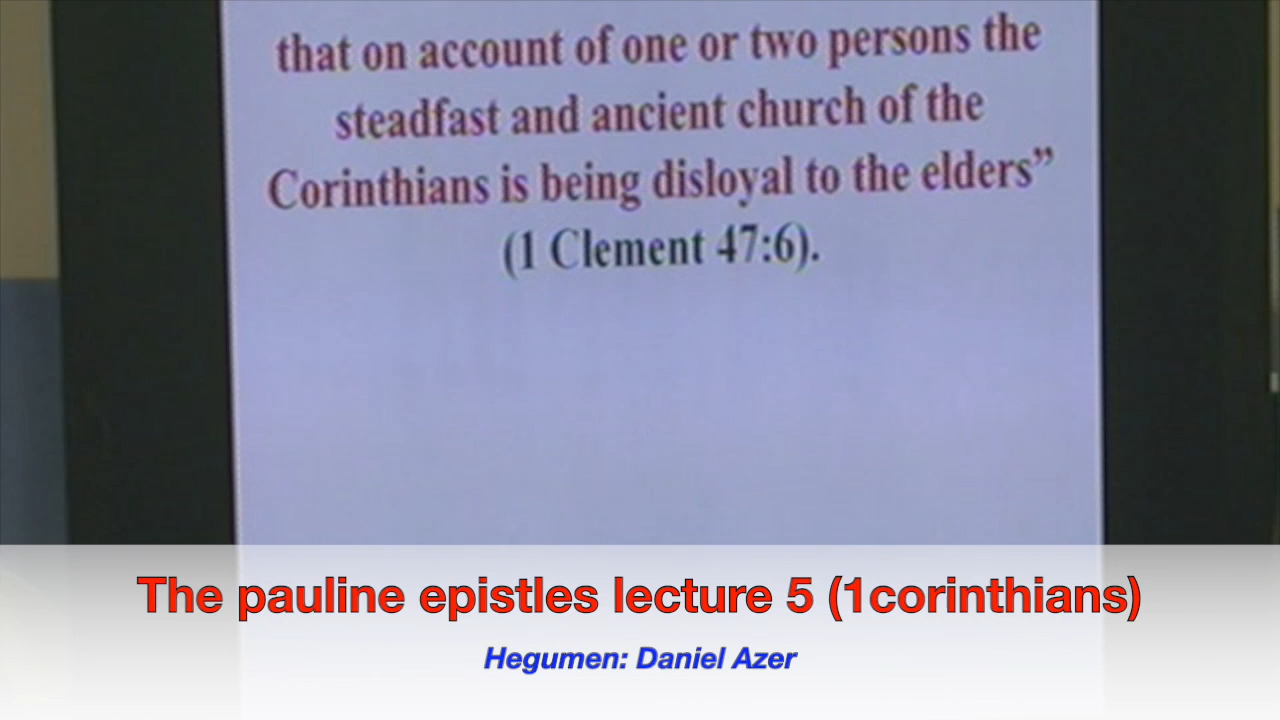 that on account of one or two persons the
steadfast and ancient church of the
Corinthians is being disloyal to the elders”
(1 Clement 47:6).
The pauline epistles lecture 5 (1corinthians)
Hegumen: Daniel Azer